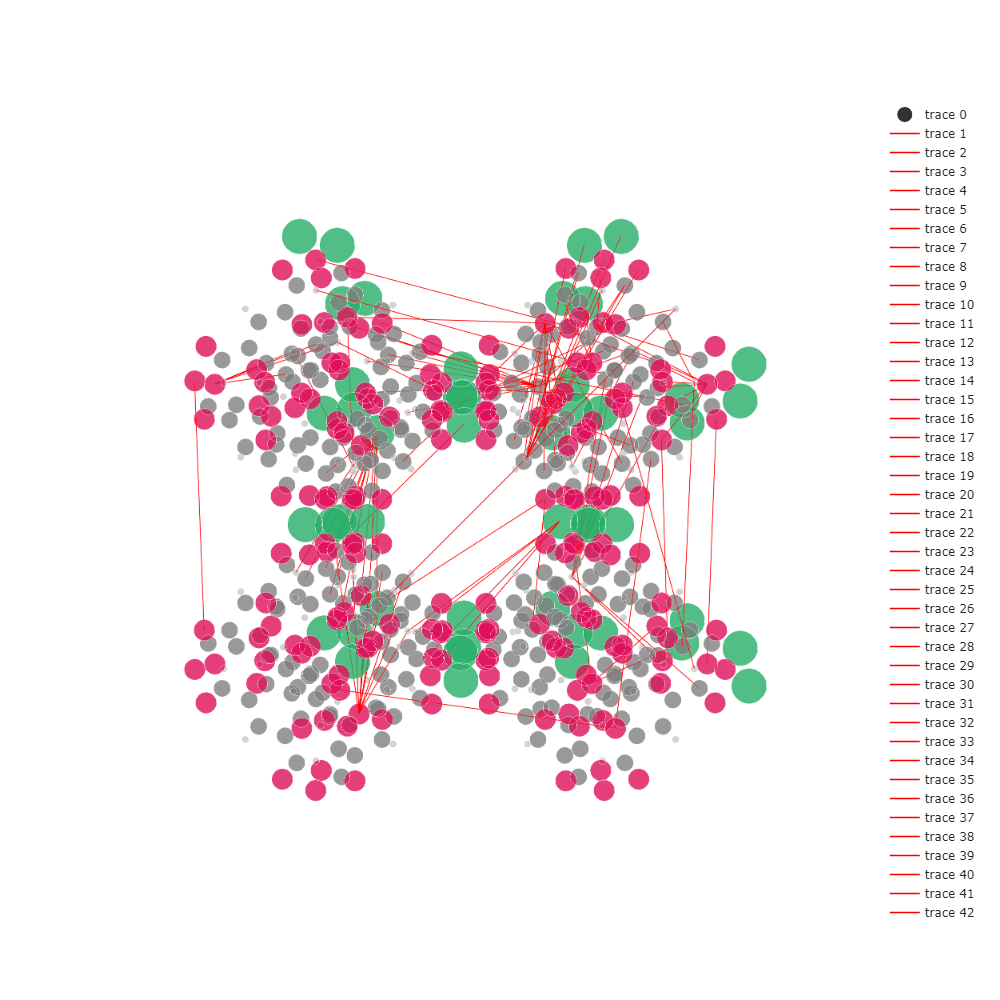 trace 0
trace 1
trace 2
trace 3
trace 4
trace 5
trace 6
trace 7
trace 8
trace 9
trace 10
trace 11
trace 12
trace 13
trace 14
trace 15
trace 16
trace 17
trace 18
trace 19
trace 20
trace 21
trace 22
trace 23
trace 24
trace 25
trace 26
trace 27
trace 28
trace 29
trace 30
trace 31
trace 32
trace 33
trace 34
trace 35
trace 36
trace 37
trace 38
trace 39
trace 40
trace 41
trace 42